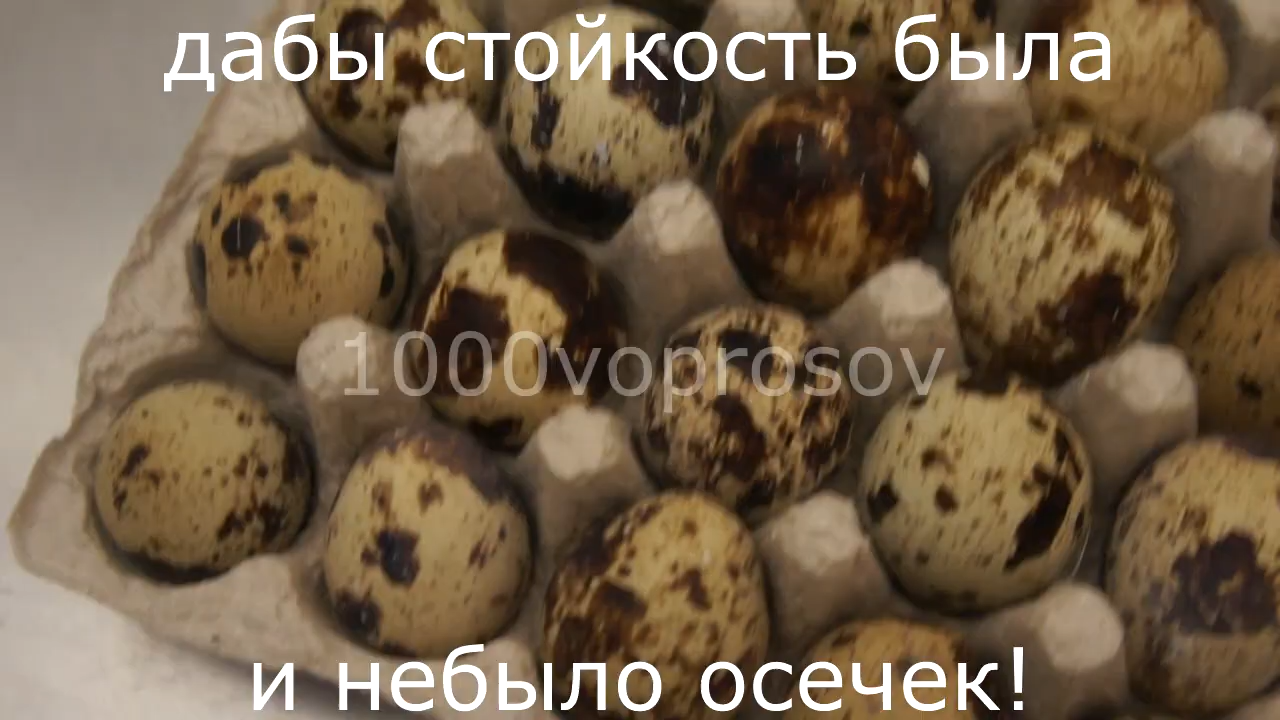 дабы стойкость была
1000voprosov
и небыло осечек!